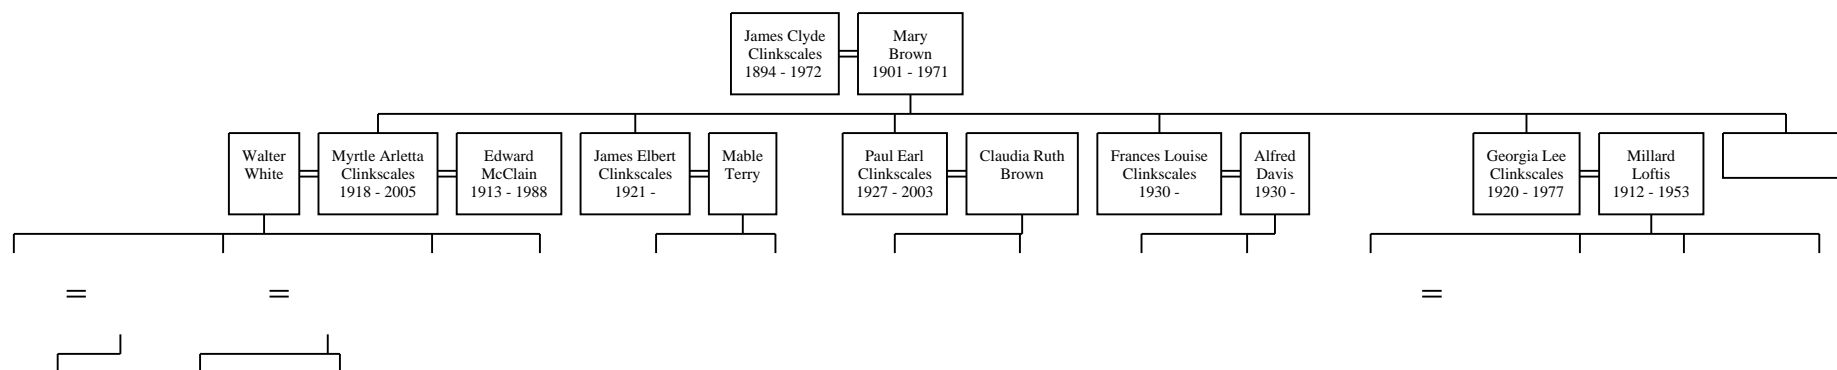 James Clyde
Clinkscales
1894 - 1972
Mary
Brown
1901 - 1971
Walter
White
Myrtle Arletta
Clinkscales
1918 - 2005
Edward
McClain
1913 - 1988
James Elbert
Clinkscales
1921 -
Mable
Terry
Paul Earl
Clinkscales
1927 - 2003
Claudia Ruth
Brown
Frances Louise
Clinkscales
1930 -
Alfred
Davis
1930 -
Georgia Lee
Clinkscales
1920 - 1977
Millard
Loftis
1912 - 1953